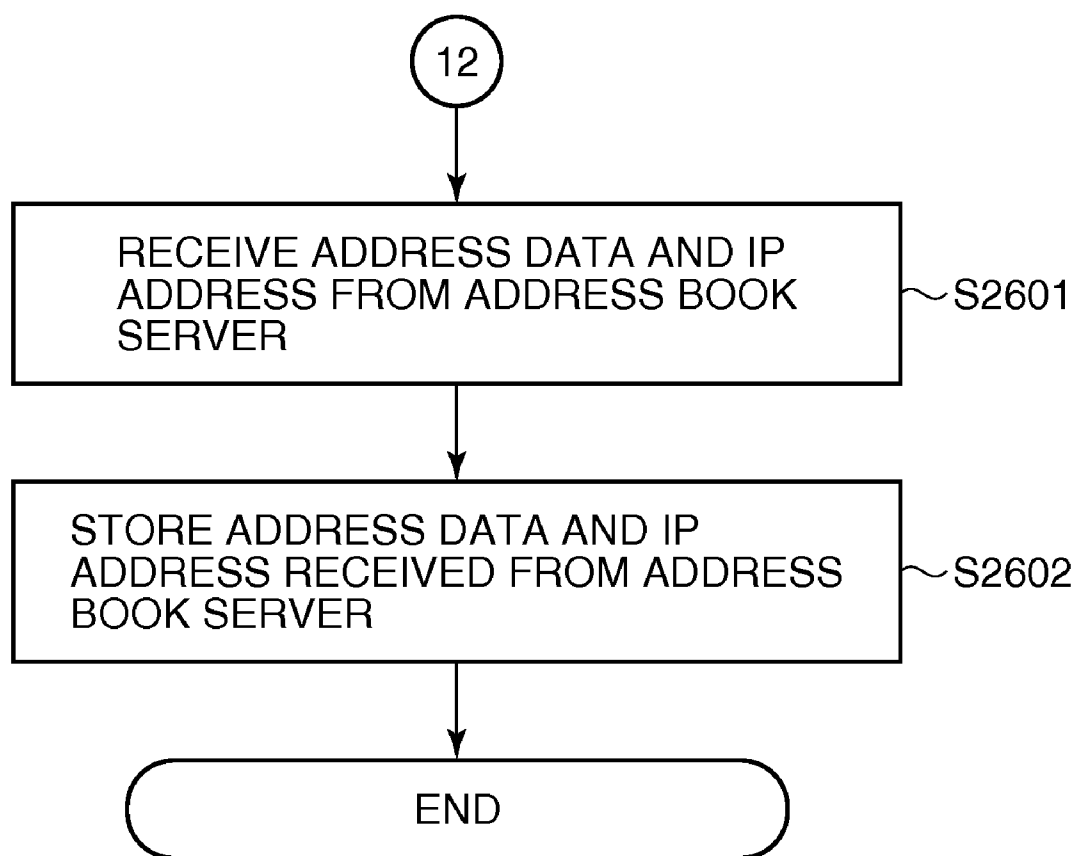 12
RECEIVE ADDRESS DATA AND IP
ADDRESS FROM ADDRESS BOOK
SERVER
S2601
STORE ADDRESS DATA AND IP
ADDRESS RECEIVED FROM ADDRESS
BOOK SERVER
S2602
END